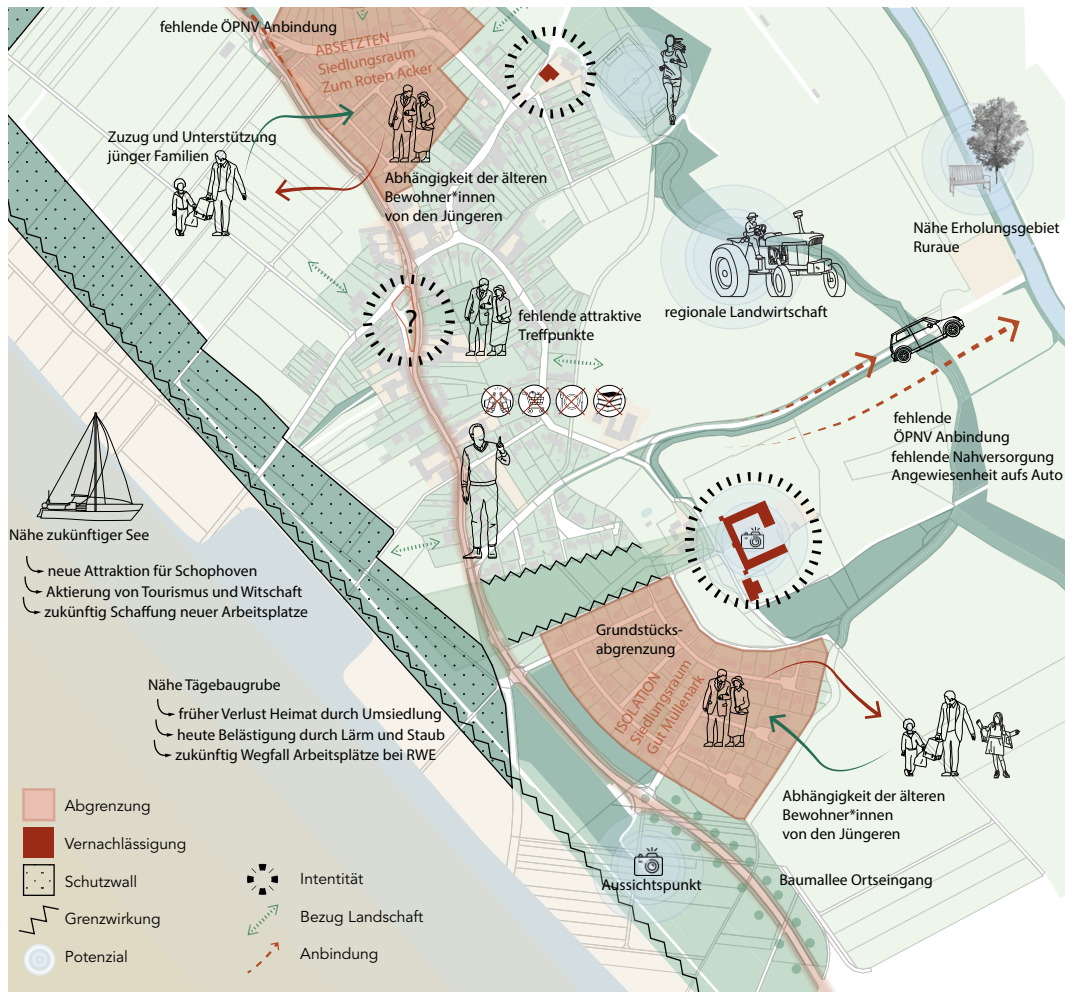 fehlende ÖPNV Anbindung
ABSETZTEN
Siedlungsraum
Zum Roten Acker
Zuzug und Unterstützung
jünger Familien
Abhängigkeit der älteren
Bewohner*innen
von den Jüngeren
Nähe Erholungsgebiet
Ruraue
regionale Landwirtschaft
?
fehlende attraktive
Treffpunkte
fehlende
ÖPNV Anbindung
fehlende Nahversorgung
Angewiesenheit aufs Auto
Nähe zukünftiger See
neue Attraktion für Schophoven
Aktierung von Tourismus und Witschaft
zukünftig Schaffung neuer Arbeitsplatze
Grundstücks-
abgrenzung
ISOLATION
Siedlungsraum
Gut Müllenark
Nähe Tägebaugrube
früher Verlust Heimat durch Umsiedlung
heute Belästigung durch Lärm und Staub
zukünftig Wegfall Arbeitsplätze bei RWE
Abhängigkeit der älteren
Bewohner*innen
von den Jüngeren
Aussichtspunkt
Baumallee Ortseingang
Abgrenzung
Vernachlässigung
Schutzwall
Grenzwirkung
Potenzial
Intentität
Bezug Landschaft
Anbindung